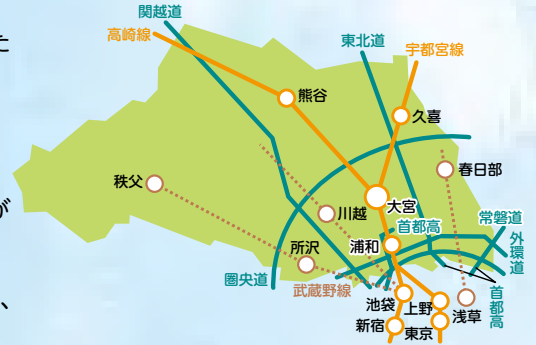 関越道
高崎線
た
東北道
宇都宮線
熊谷
久喜
秩父
春日部
が
大宮
川越
首都高
常磐道
外環道
所沢
浦和
圏央道
武蔵野線
首都高
、
池袋
上野
浅草
新宿
東京